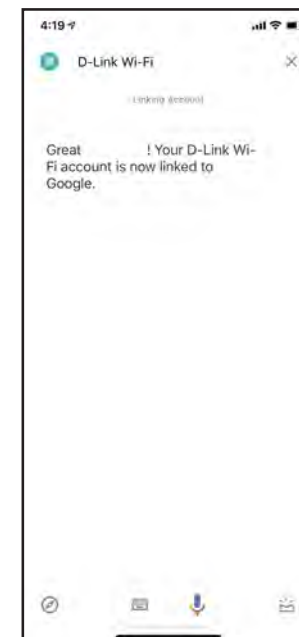 4:19
D-Link Wi-Fi
Linking Account
Great ! Your D-Link Wi-
Fi account is now linked to
Google.